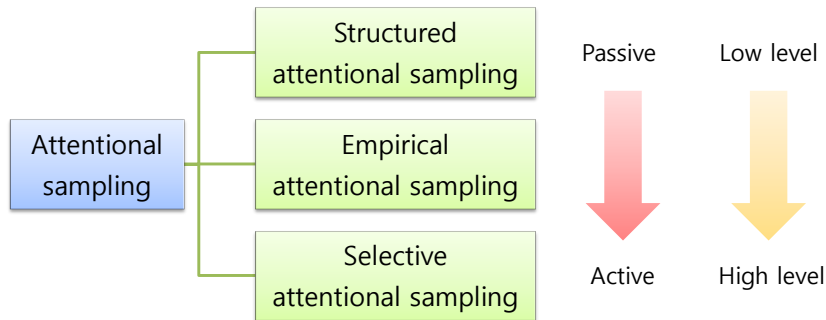 Structured
attentional sampling
Passive
Low level
Attentional
sampling
Empirical
attentional sampling
Selective
attentional sampling
Active
High level